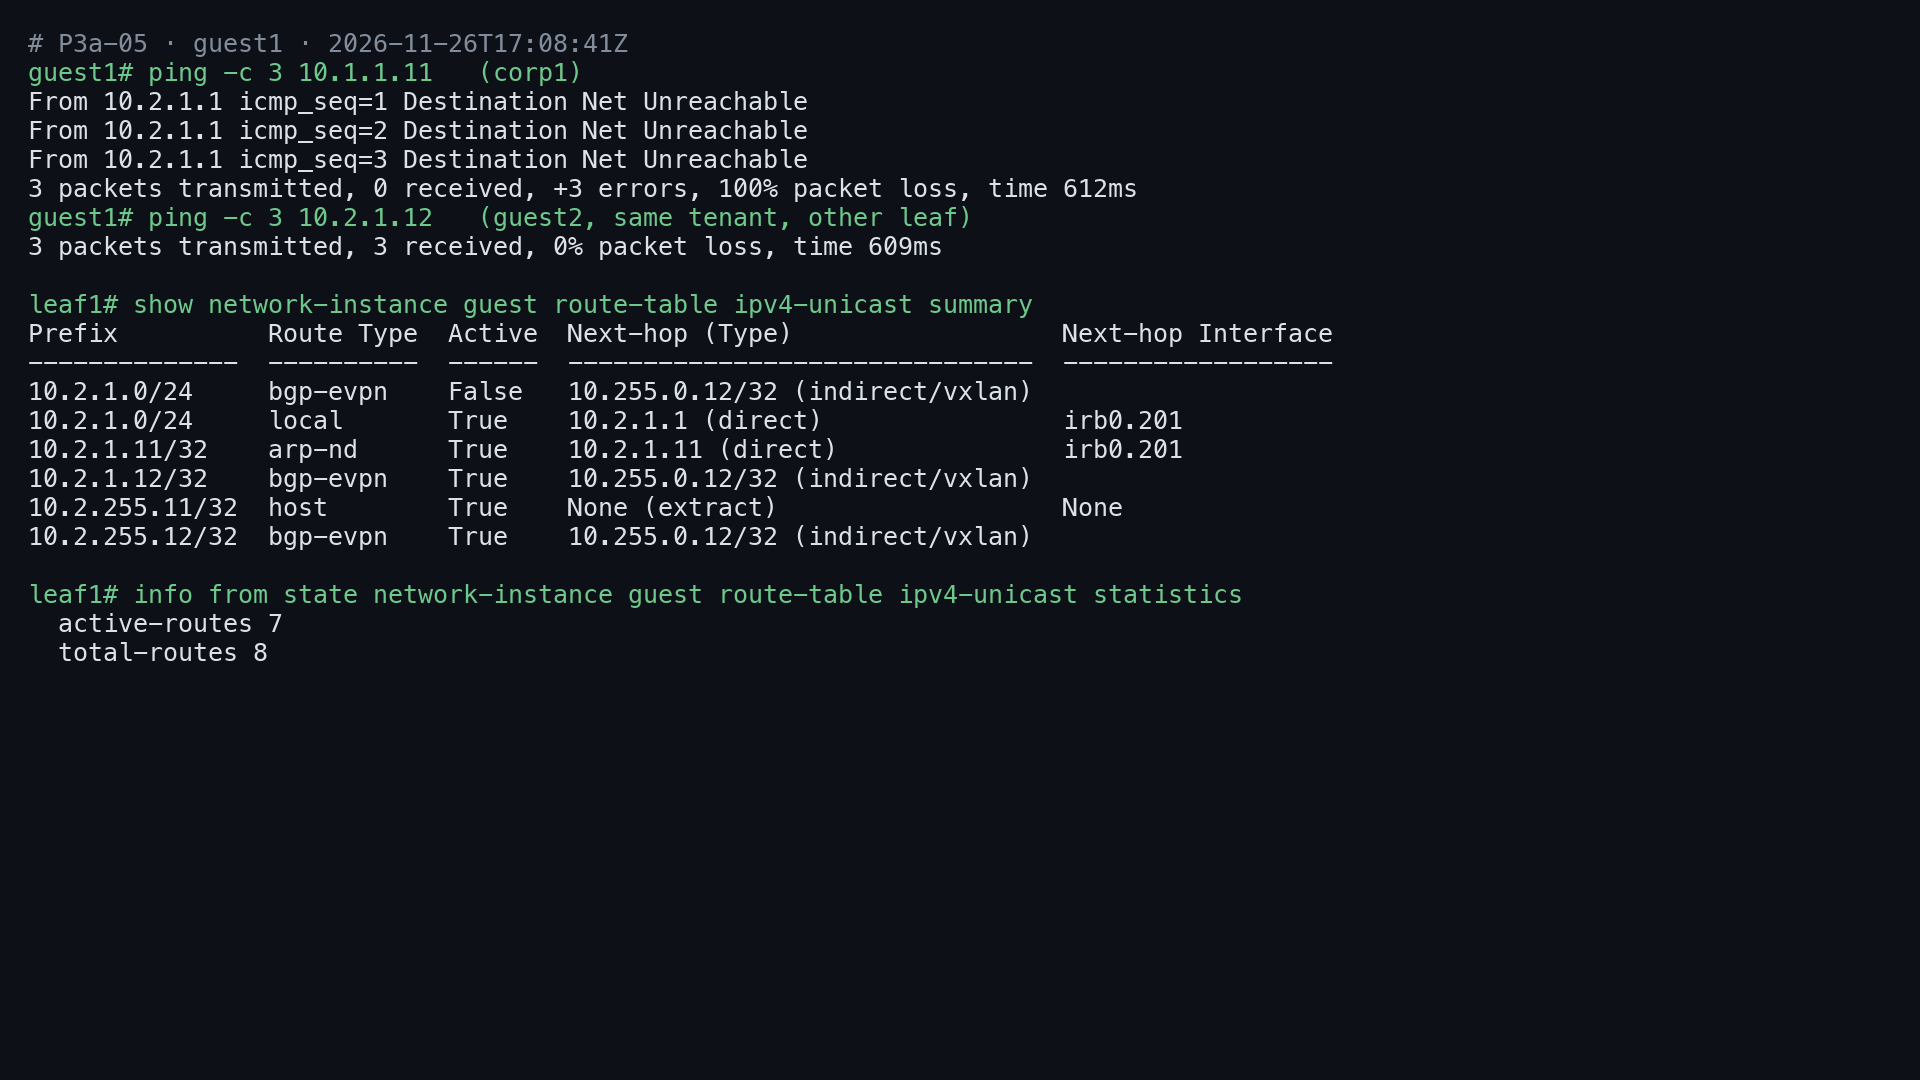 # P3a-05 · guest1 · 2026-11-26T17:08:41Z
guest1# ping -c 3 10.1.1.11   (corp1)
From 10.2.1.1 icmp_seq=1 Destination Net Unreachable
From 10.2.1.1 icmp_seq=2 Destination Net Unreachable
From 10.2.1.1 icmp_seq=3 Destination Net Unreachable
3 packets transmitted, 0 received, +3 errors, 100% packet loss, time 612ms
guest1# ping -c 3 10.2.1.12   (guest2, same tenant, other leaf)
3 packets transmitted, 3 received, 0% packet loss, time 609ms
leaf1# show network-instance guest route-table ipv4-unicast summary
Prefix          Route Type  Active  Next-hop (Type)                  Next-hop Interface
--------------  ----------  ------  -------------------------------  ------------------
10.2.1.0/24     bgp-evpn    False   10.255.0.12/32 (indirect/vxlan)
10.2.1.0/24     local       True    10.2.1.1 (direct)                irb0.201
10.2.1.11/32    arp-nd      True    10.2.1.11 (direct)               irb0.201
10.2.1.12/32    bgp-evpn    True    10.255.0.12/32 (indirect/vxlan)
10.2.255.11/32  host        True    None (extract)                   None
10.2.255.12/32  bgp-evpn    True    10.255.0.12/32 (indirect/vxlan)
leaf1# info from state network-instance guest route-table ipv4-unicast statistics
  active-routes 7
  total-routes 8